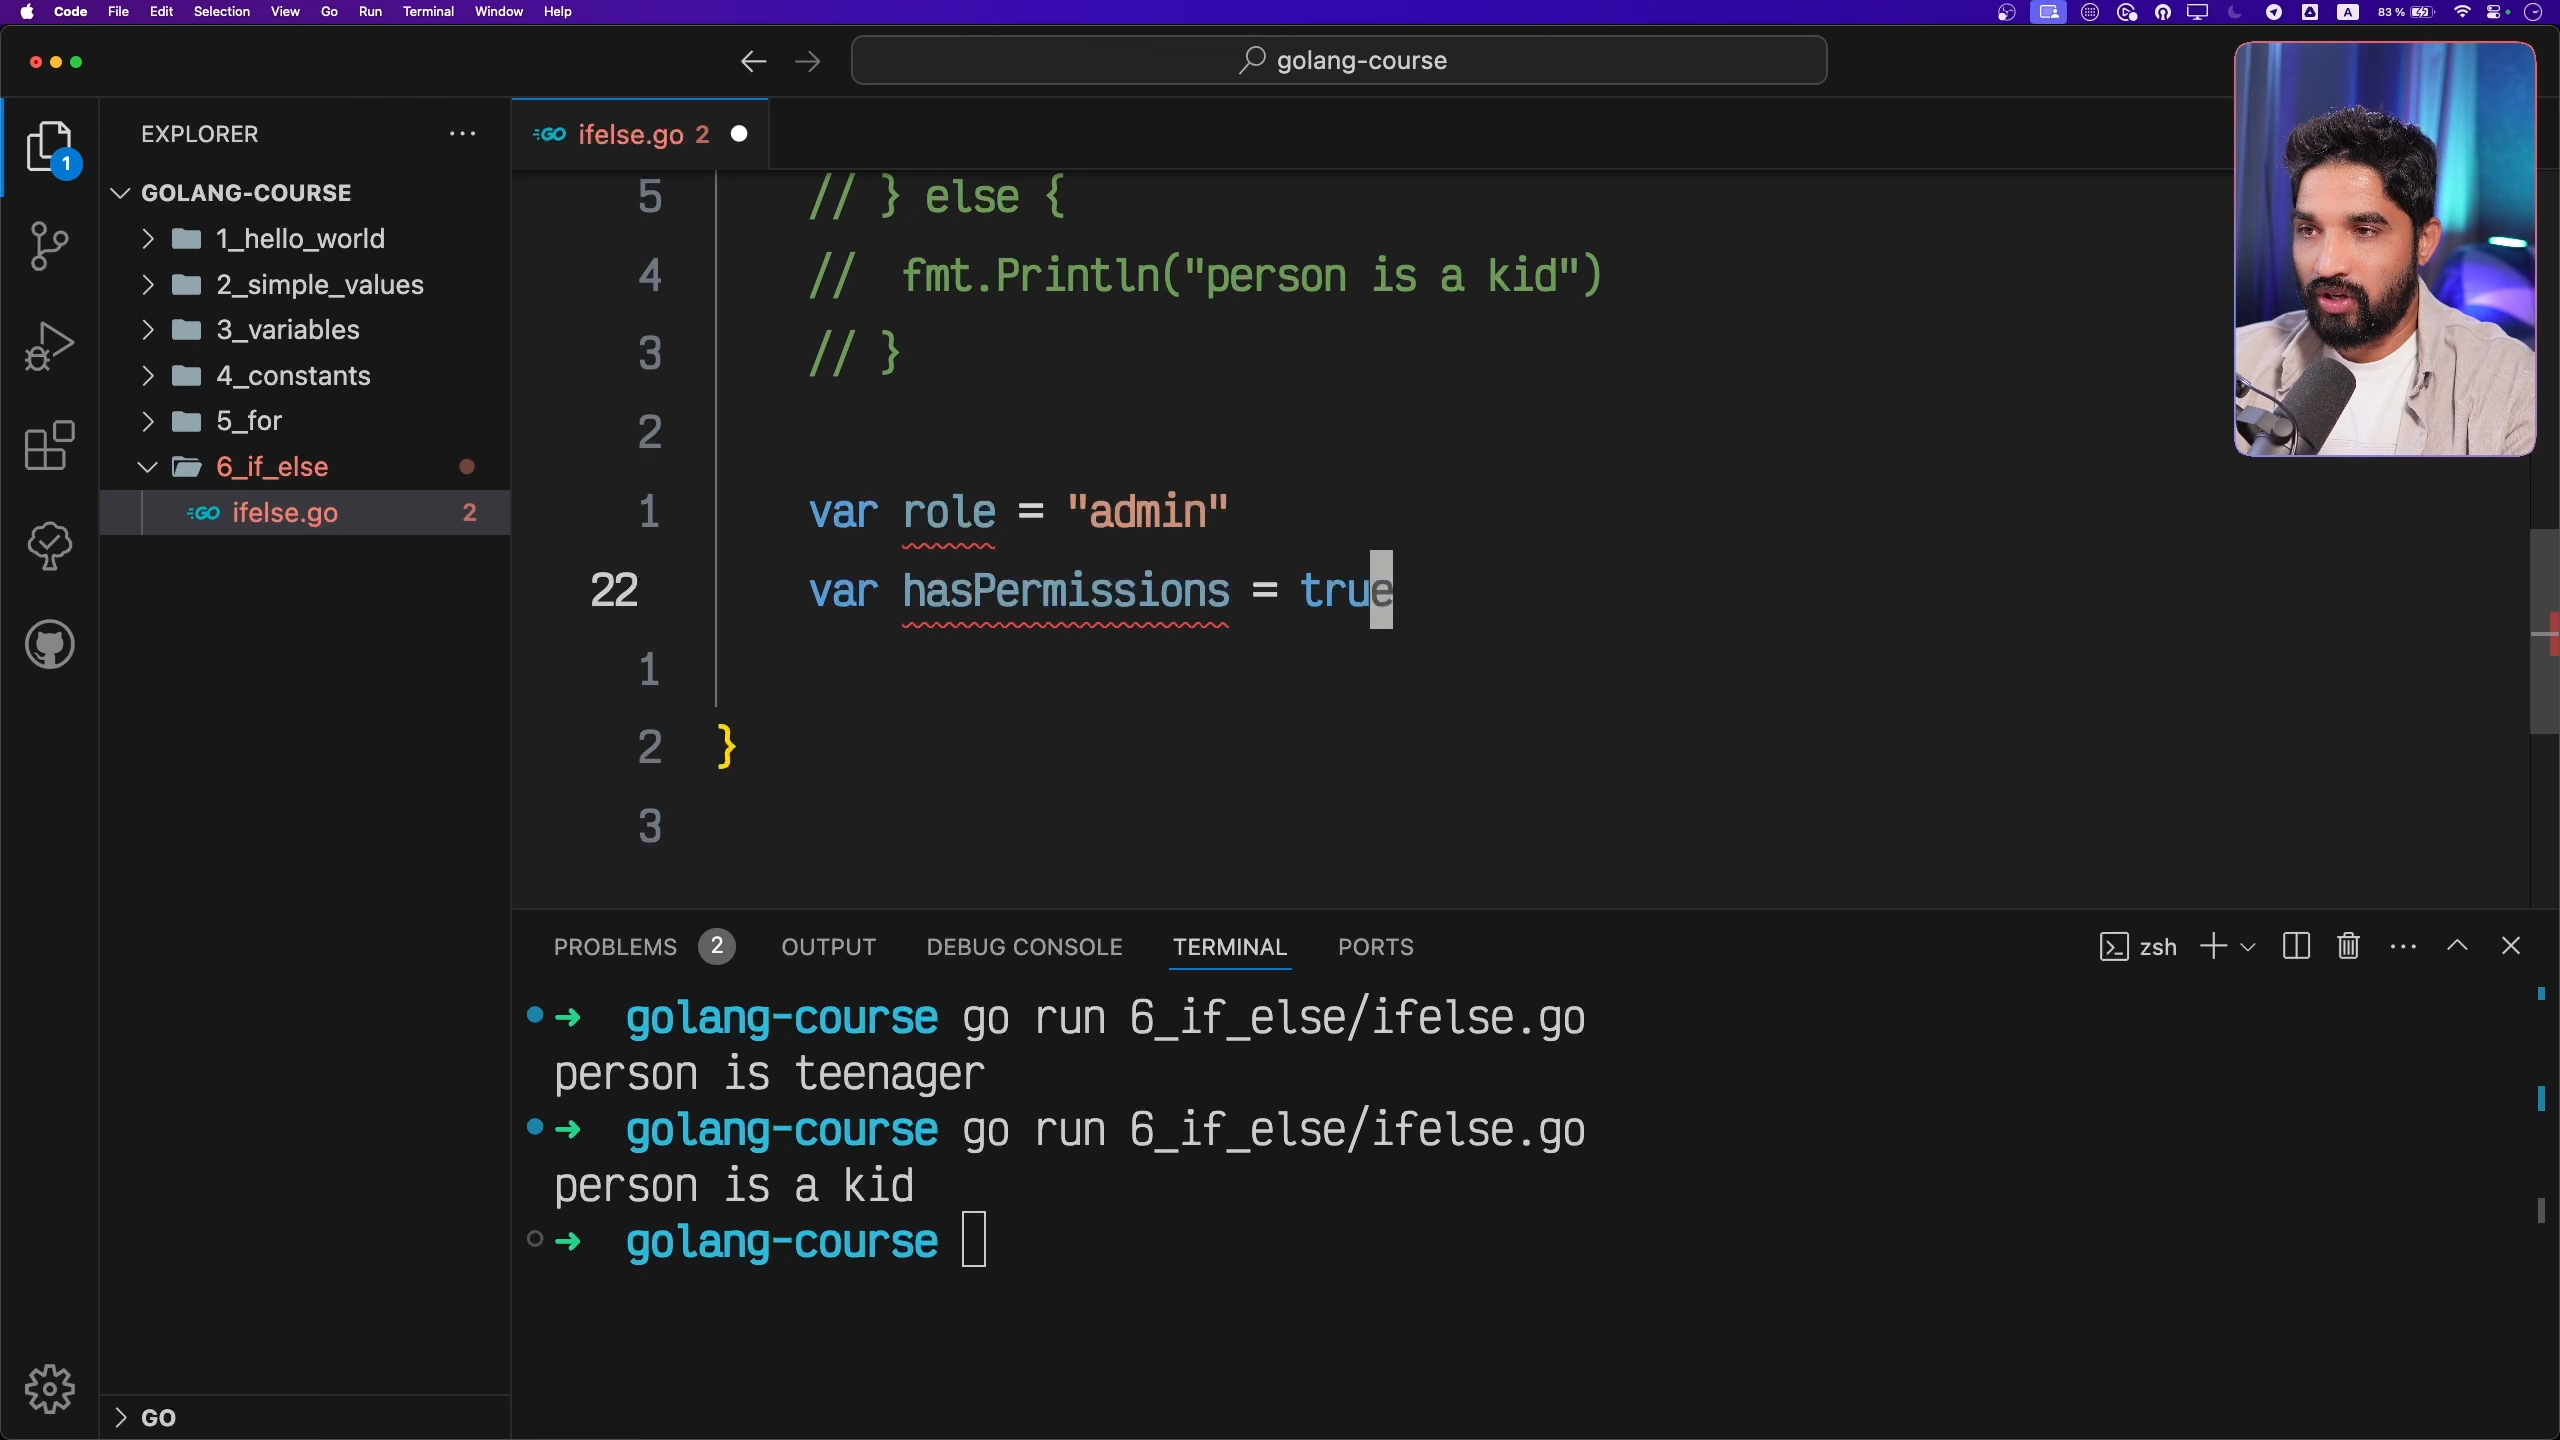 Code File Edit Selection View Go Run Terminal Window Help
A 83 %
golang-course
EXPLORER
1
GOLANG-COURSE
1_hello_world
2_simple_values
3_variables
4_constants
5_for
6_if_else
ifelse.go 2
GO
ifelse.go 2
5 // } else {
4 // fmt.Println("person is a kid")
3 // }
2
1 var role = "admin"
22 var hasPermissions = true
1
2 }
3
PROBLEMS 2 OUTPUT DEBUG CONSOLE TERMINAL PORTS
zsh
➜ golang-course go run 6_if_else/ifelse.go
person is teenager
➜ golang-course go run 6_if_else/ifelse.go
person is a kid
➜ golang-course